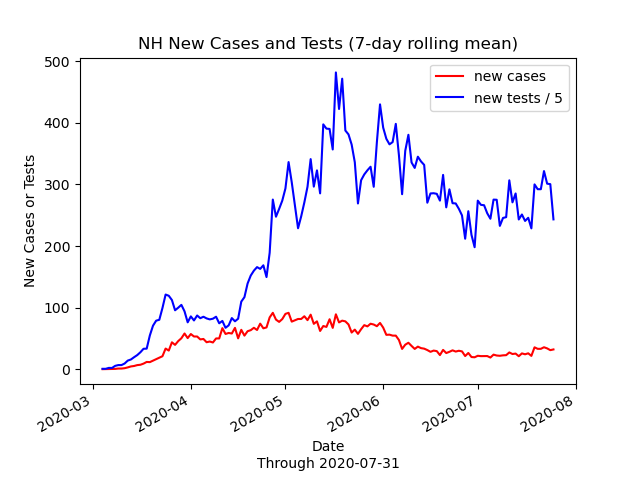 NH New Cases and Tests (7-day rolling mean)
new cases
new tests / 5
New Cases or Tests
500
400
300
200
100
0
2020-03
2020-04
2020-05
2020-06
2020-07
2020-08
Date
Through 2020-07-31